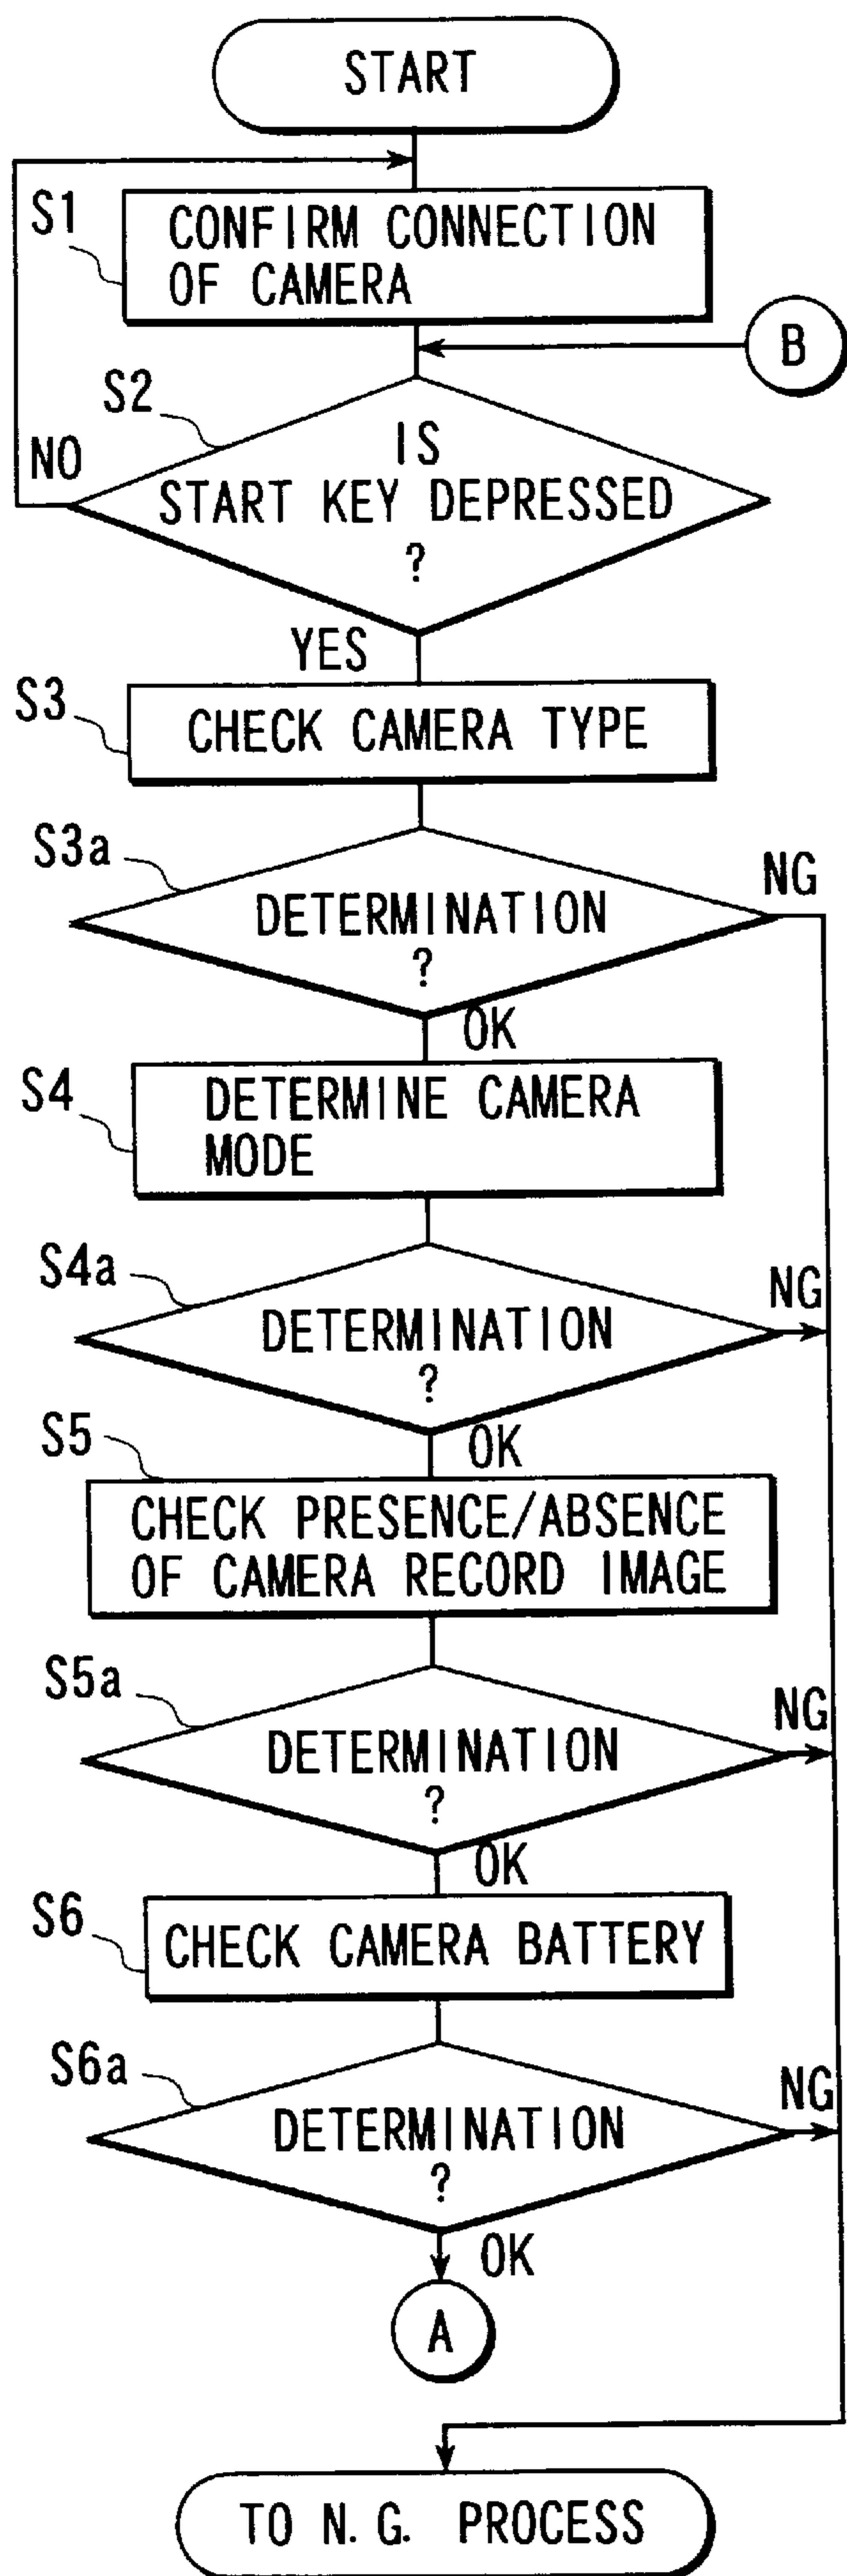 START
S1
CONFIRM CONNECTION
OF CAMERA
B
S2
NO
IS
START KEY DEPRESSED
?
YES
S3
CHECK CAMERA TYPE
S3a
NG
DETERMINATION
?
OK
S4
DETERMINE CAMERA
MODE
S4a
NG
DETERMINATION
?
OK
S5
CHECK PRESENCE/ABSENCE
OF CAMERA RECORD IMAGE
S5a
NG
DETERMINATION
?
OK
S6
CHECK CAMERA BATTERY
S6a
NG
DETERMINATION
?
OK
A
TO N. G. PROCESS